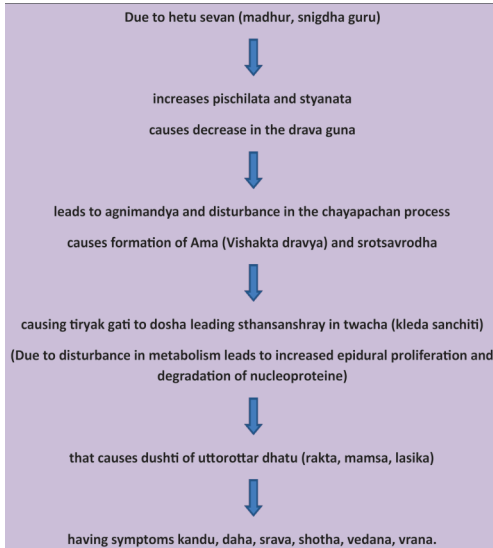 Due to hetu sevan (madhur, snigdha guru)
increases pischilata and styanata
causes decrease in the drava guna
leads to agnimandya and disturbance in the chayapachan process
causes formation of Ama (Vishakta dravya) and srotsavrodha
causing tiryak gati to dosha leading sthansanshray in twacha (kleda sanchiti)
(Due to disturbance in metabolism leads to increased epidural proliferation and
degradation of nucleoproteine)
that causes dushti of uttorottar dhatu (rakta, mamsa, lasika)
having symptoms kandu, daha, srava, shotha, vedana, vrana.